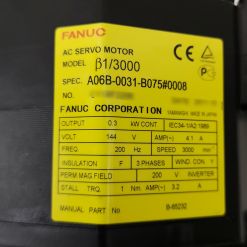 FANUC
AC SERVO MOTOR
MODEL β1/3000
SPEC. A06B-0031-B075#0008
FANUC CORPORATION
OUTPUT 0.3 kW CONT IEC34-1/A2.1989
VOLT 144 V AMP(~) 4.1 A
FREQ. 200 Hz SPEED 3000 min
INSULATION F 3 PHASES WIND. CON. Y
PERM.MAG FIELD 200 V INVERTER
STALL TRQ. 1 Nm AMP(~) 3.2 A
MANUAL PART No B-65232